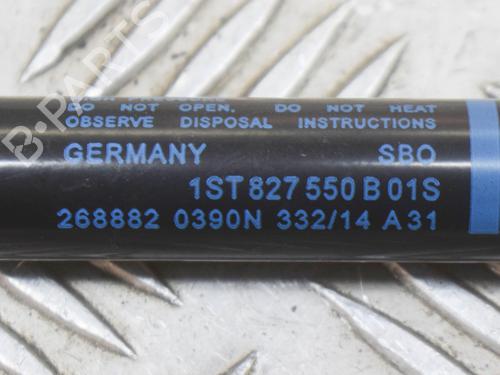 DO NOT OPEN. DO NOT HEAT
OBSERVE DISPOSAL INSTRUCTIONS
GERMANY SBO
1ST 827 550 B 01S
268882 0390N 332/14 A 31
B-PARTS